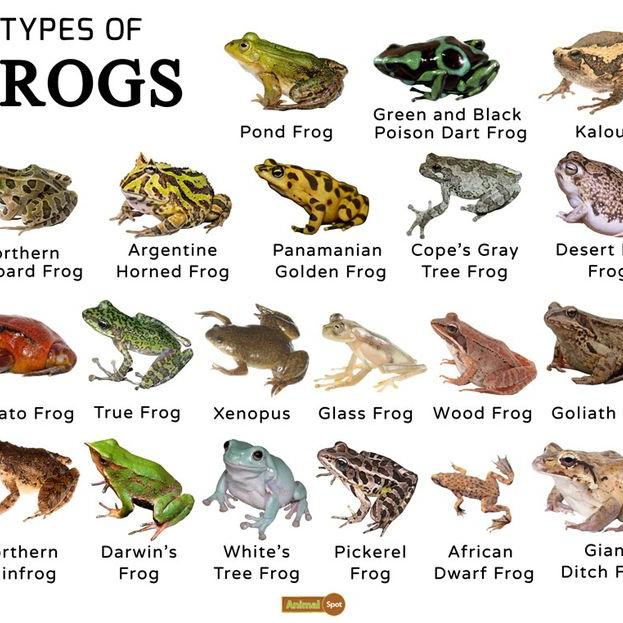 TYPES OF
ROGS
Pond Frog
Green and Black
Poison Dart Frog
Kalou
orthern
pard Frog
Argentine
Horned Frog
Panamanian
Golden Frog
Cope's Gray
Tree Frog
Desert
Frog
ato Frog
True Frog
Xenopus
Glass Frog
Wood Frog
Goliath
orthern
infrog
Darwin's
Frog
White's
Tree Frog
Pickerel
Frog
African
Dwarf Frog
Gian
Ditch F
Animal Spot